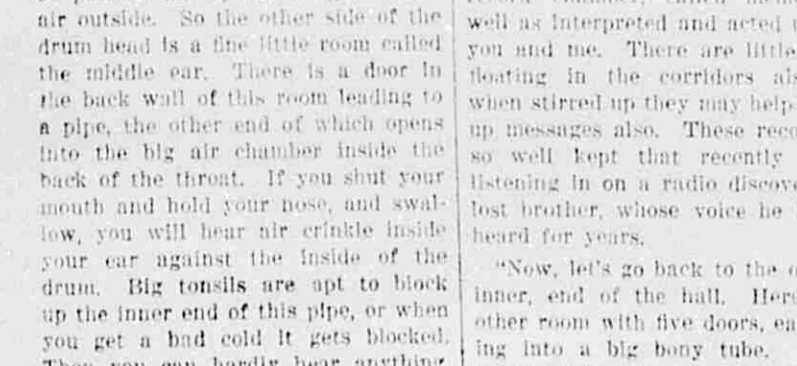 air outside. So the other side of the
drum head is a fine little room called
the middle ear. There is a door in
the back wall of this room leading to
a pipe, the other end of which opens
into the big air chamber inside the
back of the throat. If you shut your
mouth and hold your nose, and swal-
low, you will hear air crinkle inside
your ear against the inside of the
drum. Big tonsils are apt to block
up the inner end of this pipe, or when
you get a bad cold it gets blocked.
Then you can hardly hear anything
well as interpreted and acted
you and me. There are little
floating in the corridors als
when stirred up they may help
up messages also. These reco
so well kept that recently
listening in on a radio discove
lost brother, whose voice he
heard for years.
"Now, let's go back to the o
inner, end of the hall. Here
other room with five doors, ea
ing into a big bony tube.